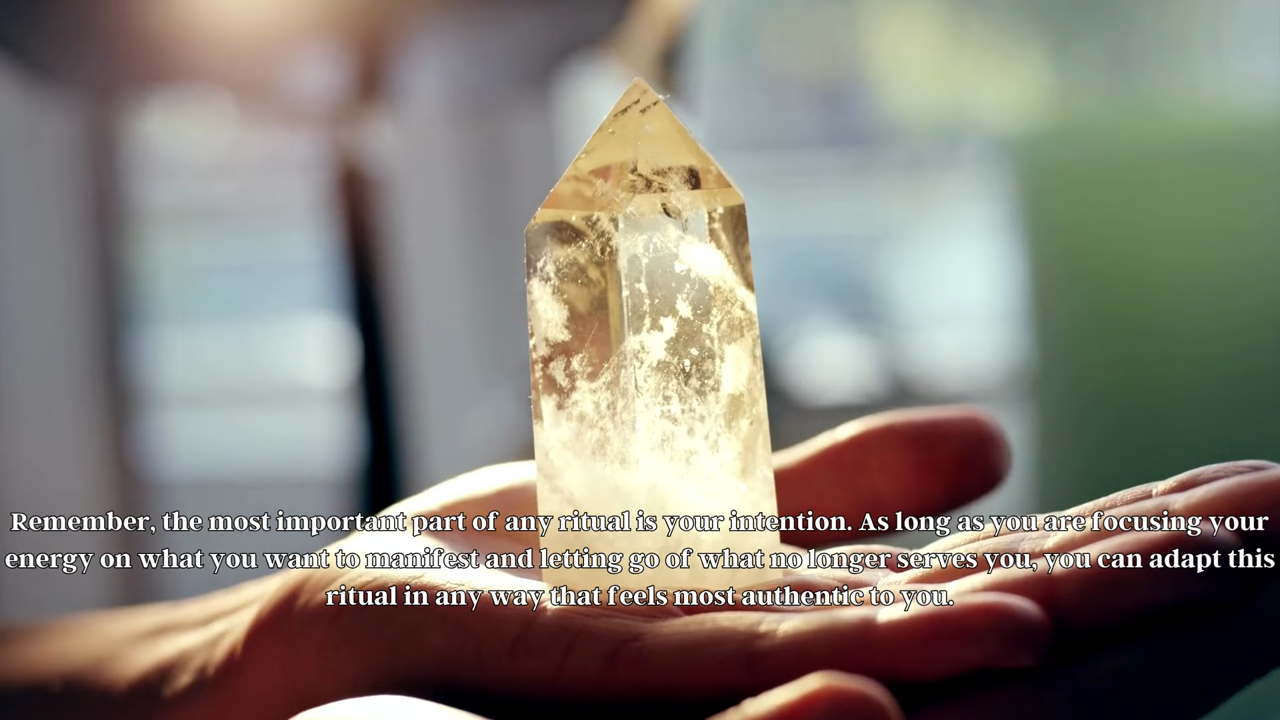 Remember, the most important part of any ritual is your intention. As long as you are focusing your
energy on what you want to manifest and letting go of what no longer serves you, you can adapt this
ritual in any way that feels most authentic to you.